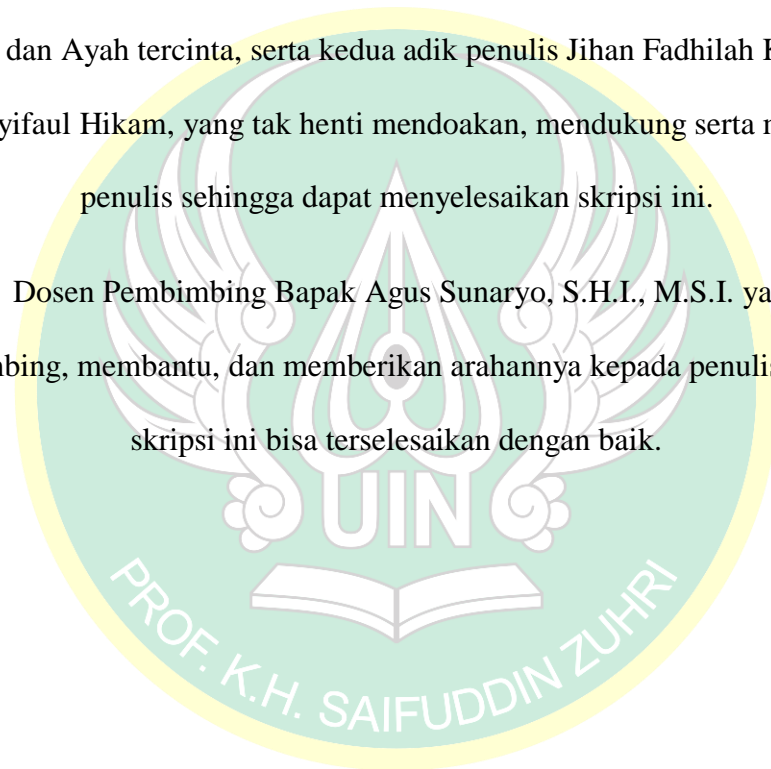 dan Ayah tercinta, serta kedua adik penulis Jihan Fadhilah
yifaul Hikam, yang tak henti mendoakan, mendukung serta
penulis sehingga dapat menyelesaikan skripsi ini.
Dosen Pembimbing Bapak Agus Sunaryo, S.H.I., M.S.I. ya
bing, membantu, dan memberikan arahannya kepada penulis
skripsi ini bisa terselesaikan dengan baik.
UIN
PROF. K.H. SAIFUDDIN ZUHRI